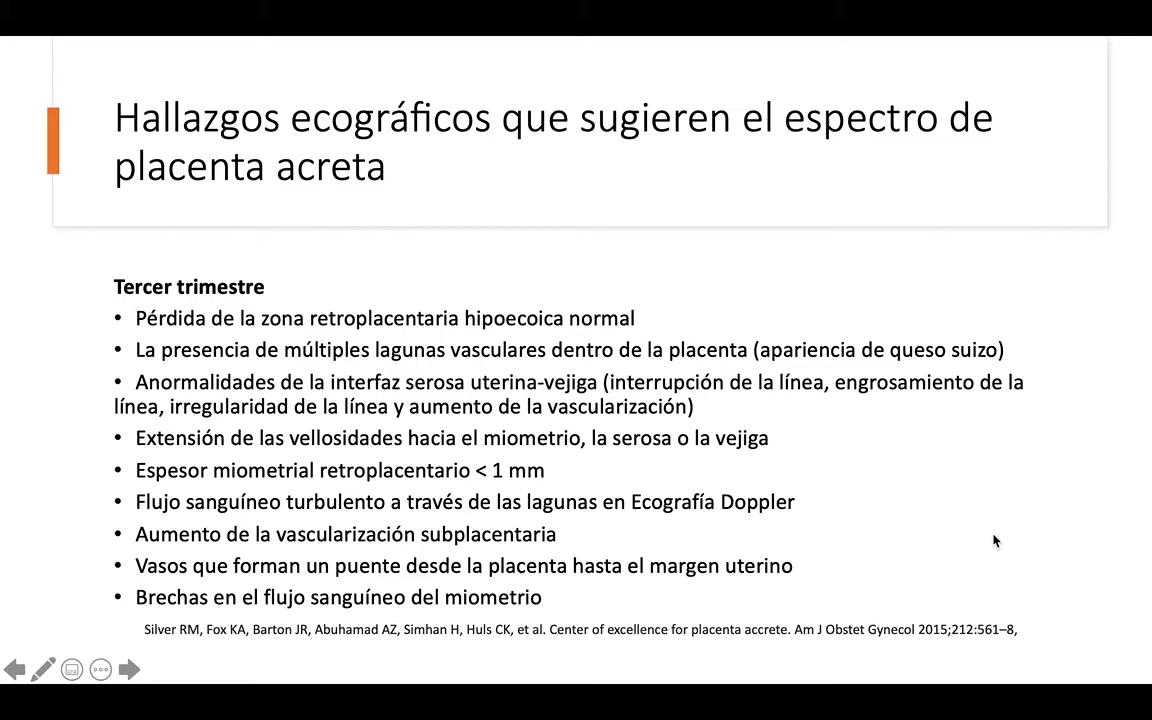 Hallazgos ecográficos que sugieren el espectro de
placenta acreta
Tercer trimestre
• Pérdida de la zona retroplacentaria hipoecoica normal
• La presencia de múltiples lagunas vasculares dentro de la placenta (apariencia de queso suizo)
• Anormalidades de la interfaz serosa uterina-vejiga (interrupción de la línea, engrosamiento de la
línea, irregularidad de la línea y aumento de la vascularización)
• Extensión de las vellosidades hacia el miometrio, la serosa o la vejiga
• Espesor miometrial retroplacentario < 1 mm
• Flujo sanguíneo turbulento a través de las lagunas en Ecografía Doppler
• Aumento de la vascularización subplacentaria
• Vasos que forman un puente desde la placenta hasta el margen uterino
• Brechas en el flujo sanguíneo del miometrio
Silver RM, Fox KA, Barton JR, Abuhamad AZ, Simhan H, Huls CK, et al. Center of excellence for placenta accrete. Am J Obstet Gynecol 2015;212:561–8,